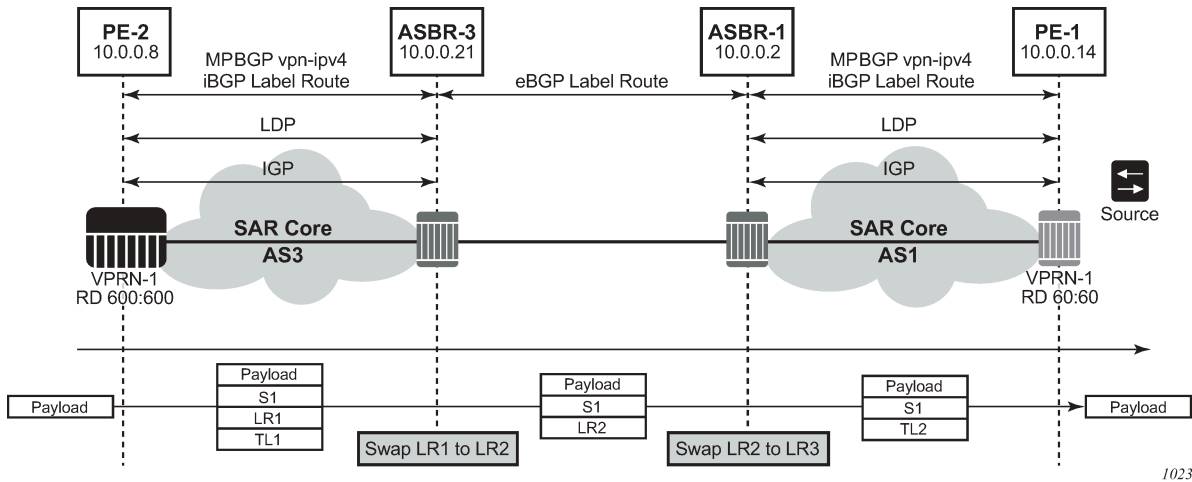 PE-2
10.0.0.8
ASBR-3
10.0.0.21
ASBR-1
10.0.0.2
PE-1
10.0.0.14
MPBGP vpn-ipv4
iBGP Label Route
eBGP Label Route
MPBGP vpn-ipv4
iBGP Label Route
LDP
LDP
IGP
IGP
SAR Core
AS3
SAR Core
AS1
Source
VPRN-1
RD 600:600
VPRN-1
RD 60:60
Payload
Payload
S1
LR1
TL1
Swap LR1 to LR2
Payload
S1
LR2
Swap LR2 to LR3
Payload
S1
TL2
Payload
1023